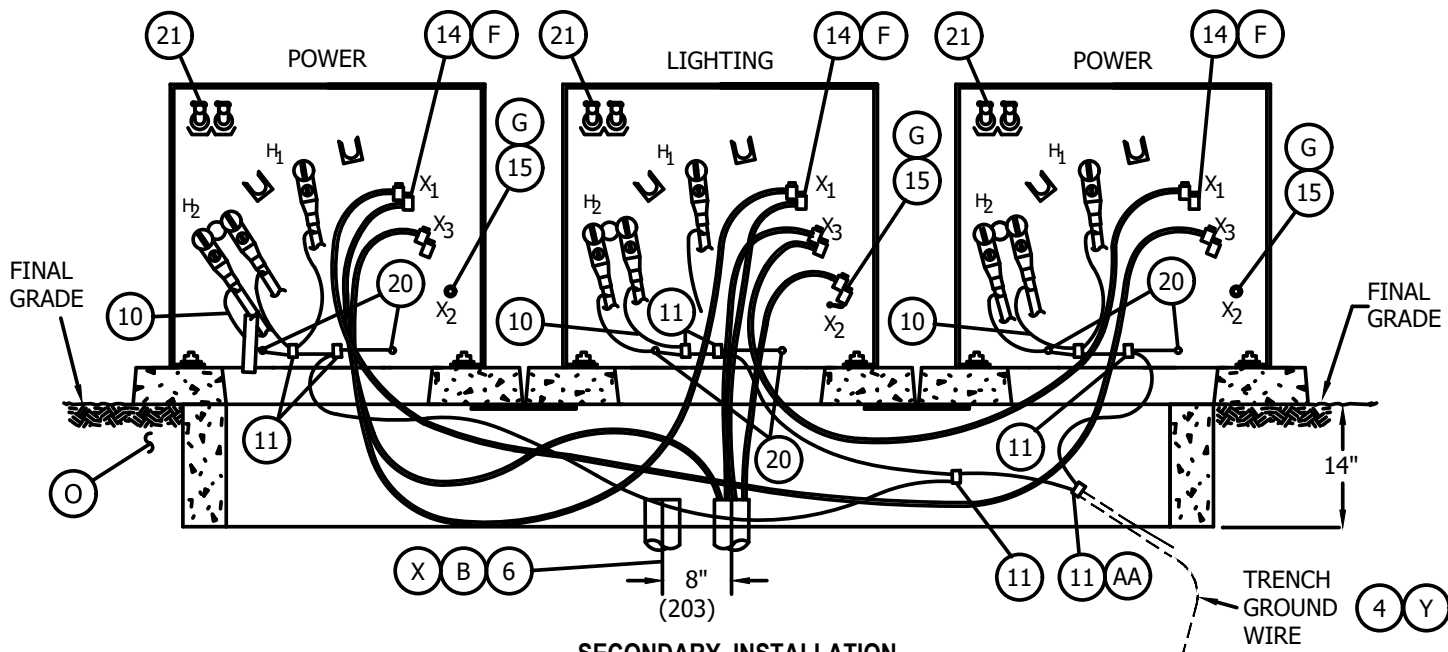 21 POWER 14 F 21 LIGHTING 14 F 21 POWER 14 F
G G G
15 15 15
H1 X1 H1 X1 H1 X1
H2 X3 H2 X3 H2 X3
X2 X2 X2
FINAL
GRADE
FINAL
GRADE
10 20 10 11 10 20
O 11 20 11 14"
X B 6 8"
(203)
11 11 AA
TRENCH
GROUND
WIRE
4 Y
SECONDARY INSTALLATION